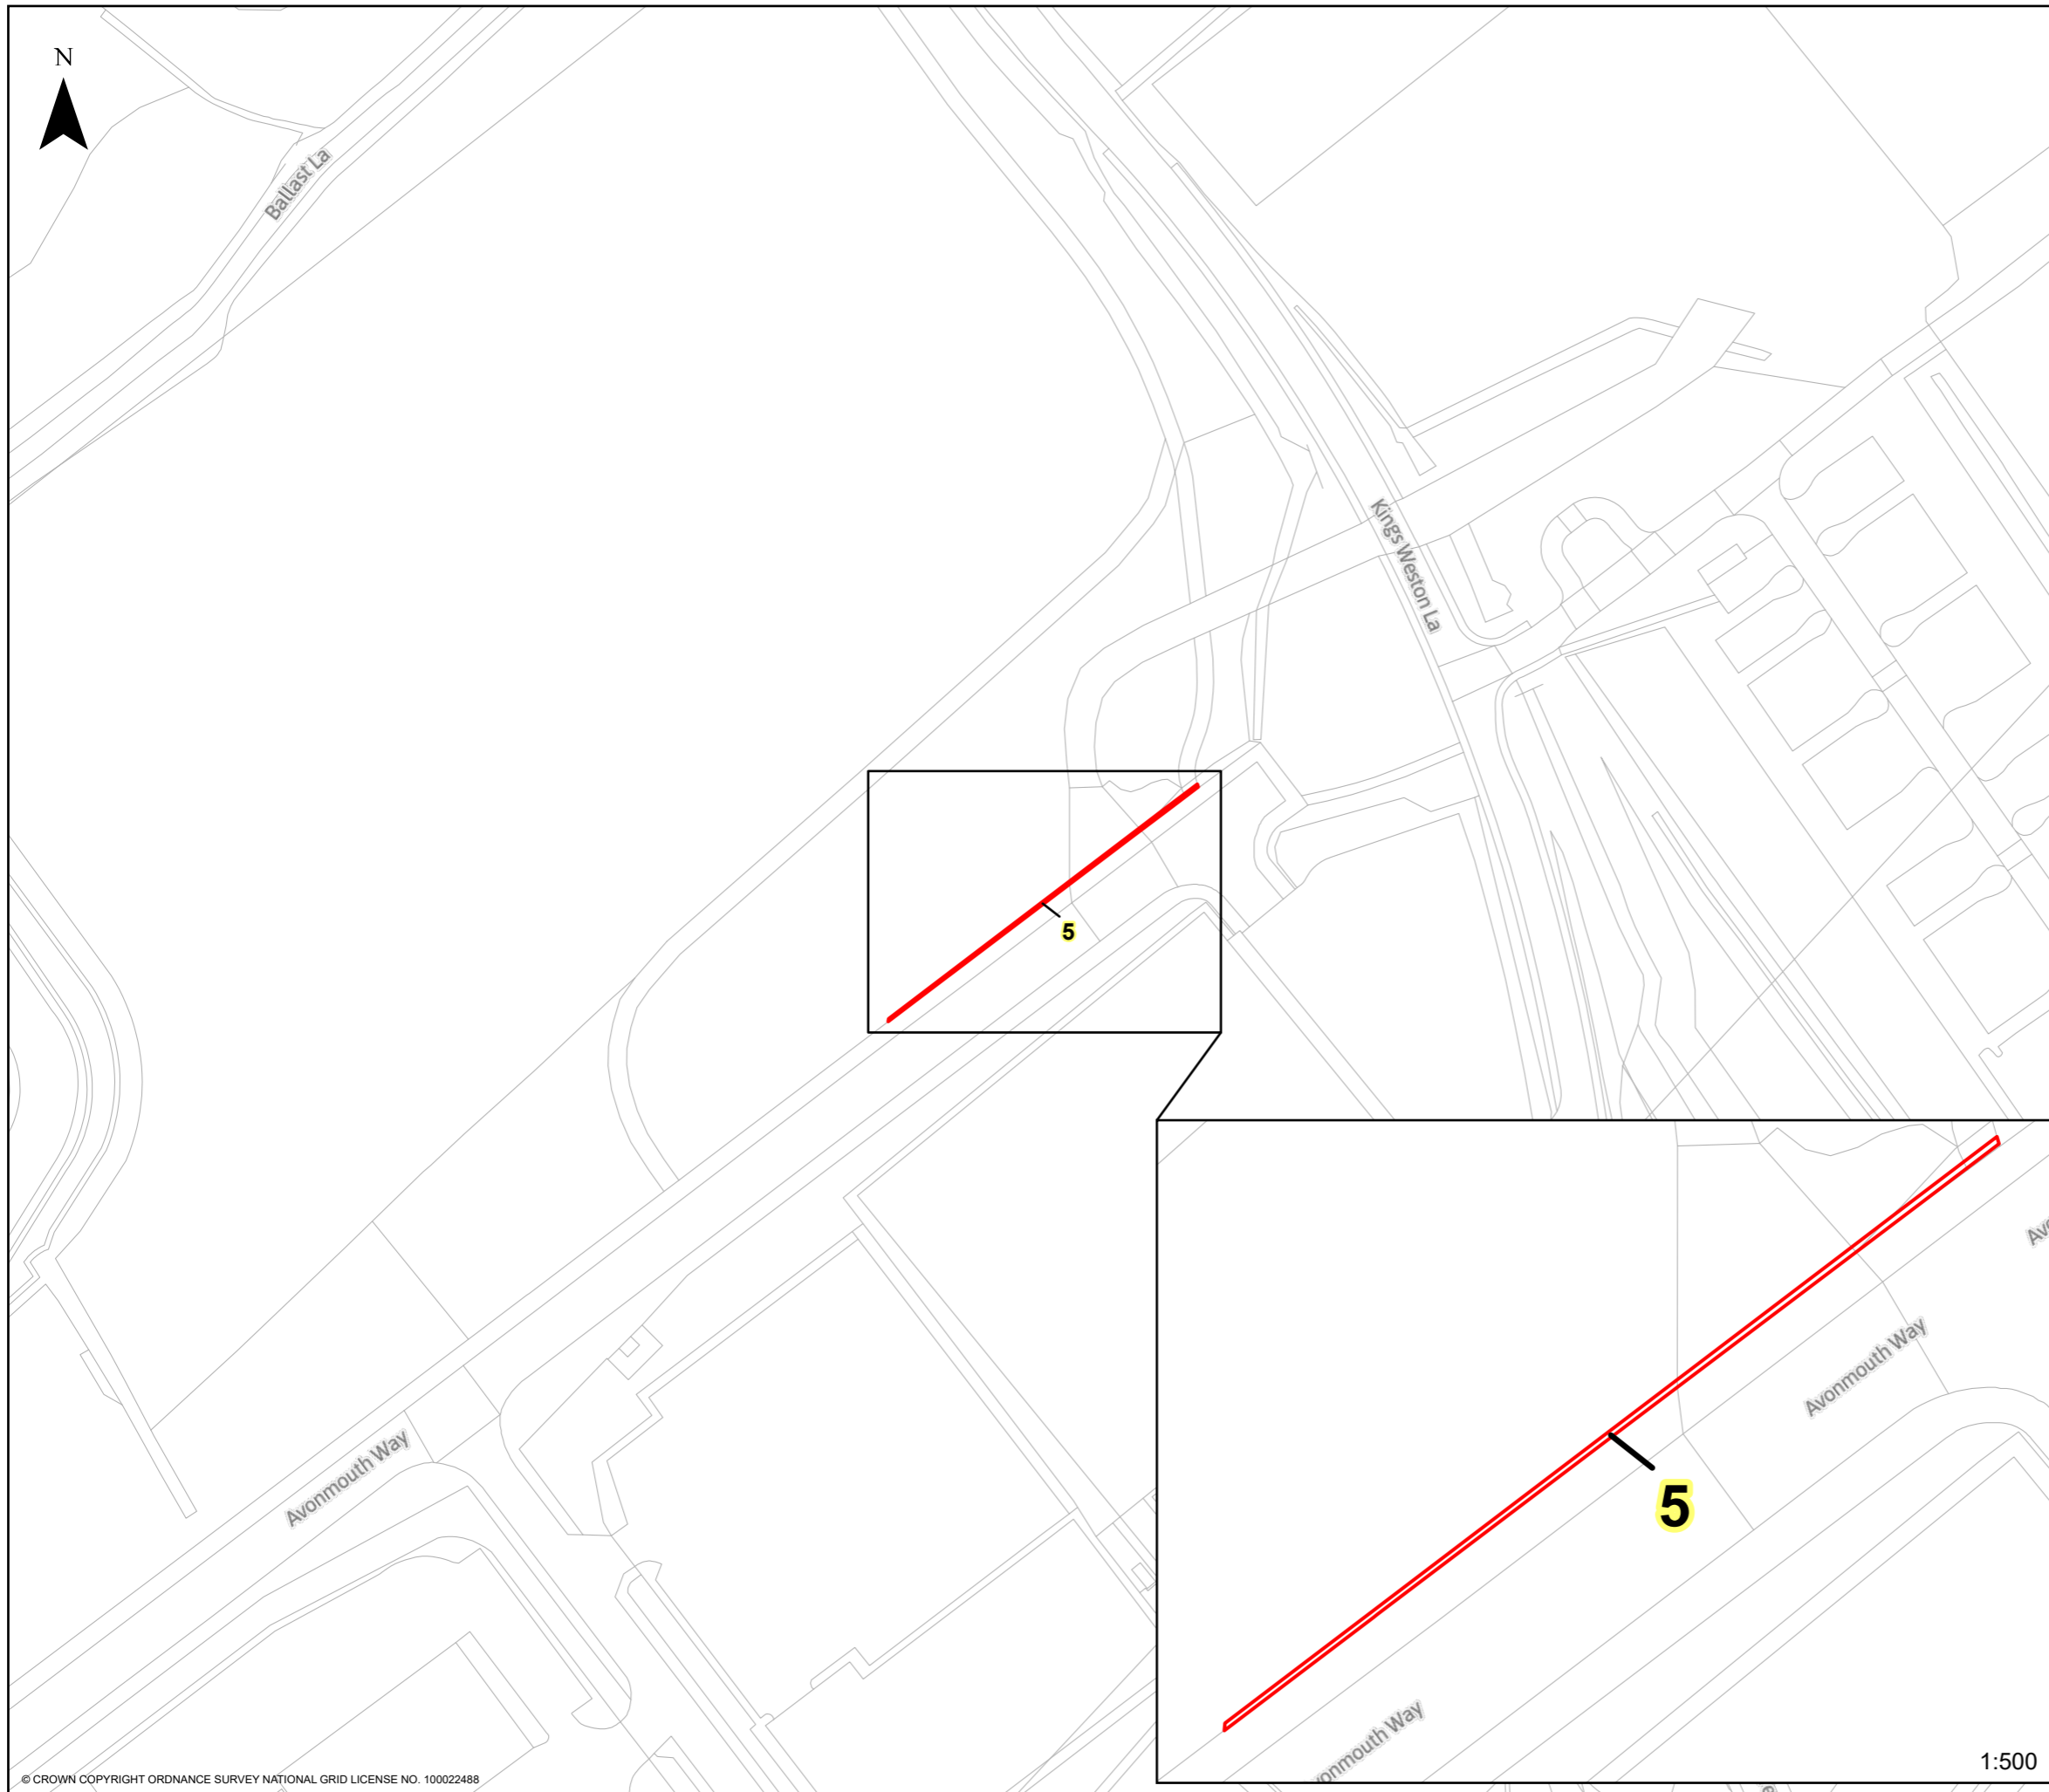 N
Ballast La
Kings Weston La
5
Avonmouth Way
Avonmouth Way
5
Avonmouth Way
1:500
© CROWN COPYRIGHT ORDNANCE SURVEY NATIONAL GRID LICENSE NO. 100022488